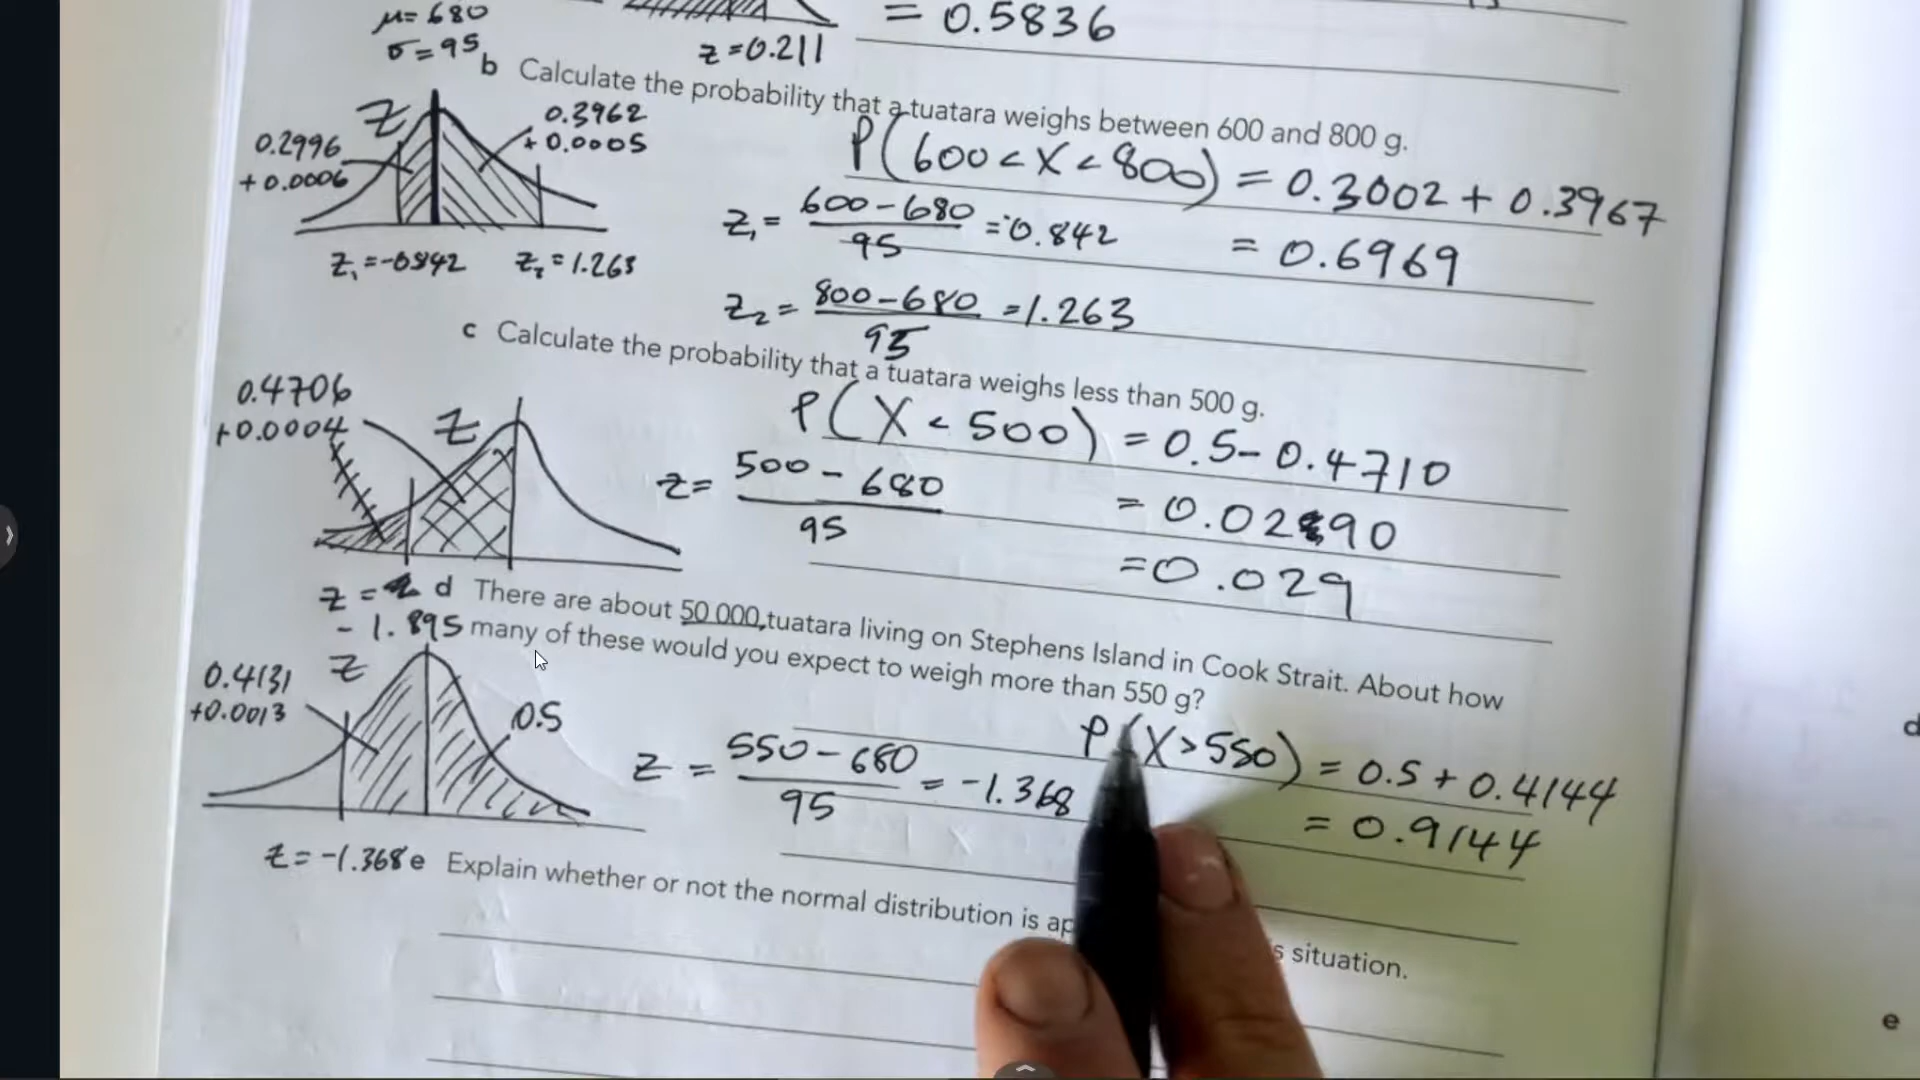 μ=680
σ=95
z=0.211
= 0.5836
b Calculate the probability that a tuatara weighs between 600 and 800 g.
Z
0.2996
+0.0006
0.3962
+0.0005
P(600<X<800) = 0.3002 + 0.3967
= 0.6969
Z₁ = 600-680 / 95 = -0.842
Z₁=-0842 Z₂=1.263
Z₂ = 800-680 / 95 = 1.263
c Calculate the probability that a tuatara weighs less than 500 g.
0.4706
+0.0004
Z
P(X < 500) = 0.5 - 0.4710
z = 500 - 680 / 95
= 0.0290
= 0.029
z =
- 1.895
d There are about 50 000 tuatara living on Stephens Island in Cook Strait. About how
many of these would you expect to weigh more than 550 g?
0.4131
+0.0013
Z
0.5
P(X>550) = 0.5 + 0.4144
= 0.9144
Z = 550-680 / 95 = -1.368
z = -1.368
e Explain whether or not the normal distribution is
situation.
d
e